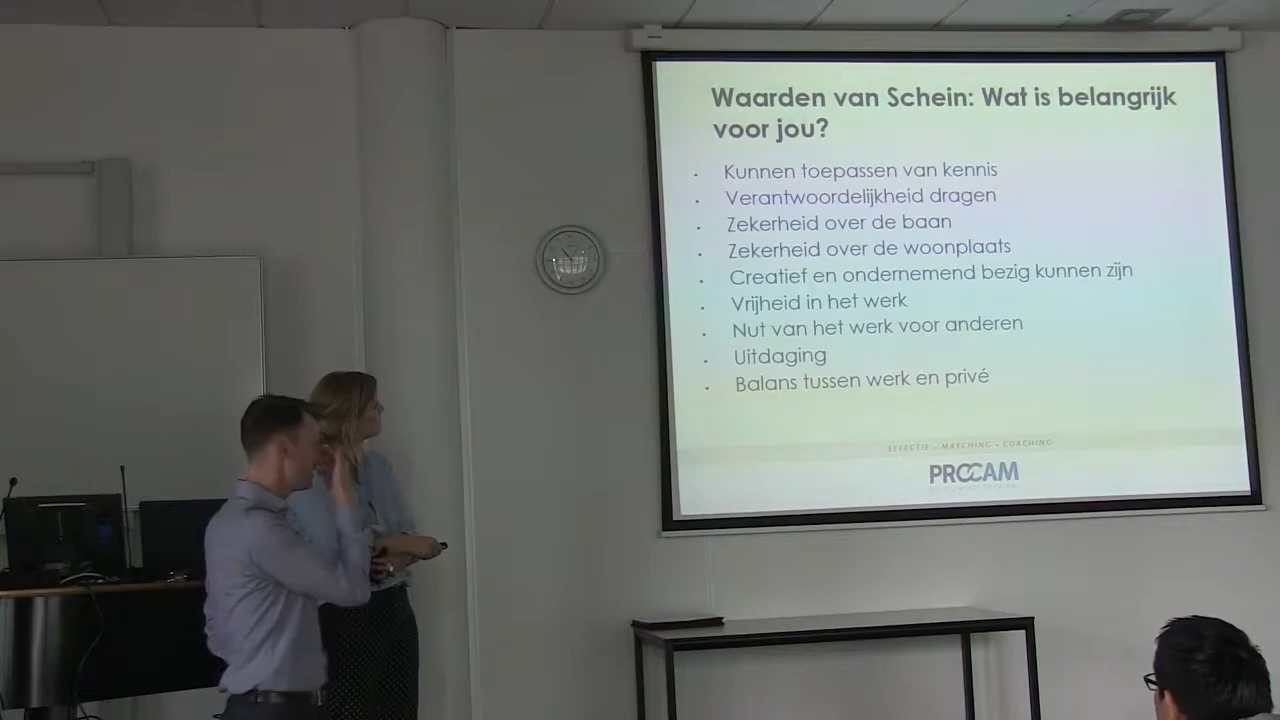 Waarden van Schein: Wat is belangrijk
voor jou?
Kunnen toepassen van kennis
Verantwoordelijkheid dragen
Zekerheid over de baan
Zekerheid over de woonplaats
Creatief en ondernemend bezig kunnen zijn
Vrijheid in het werk
Nut van het werk voor anderen
Uitdaging
Balans tussen werk en privé
SELECTIE - MATCHING - COACHING
PROCAM